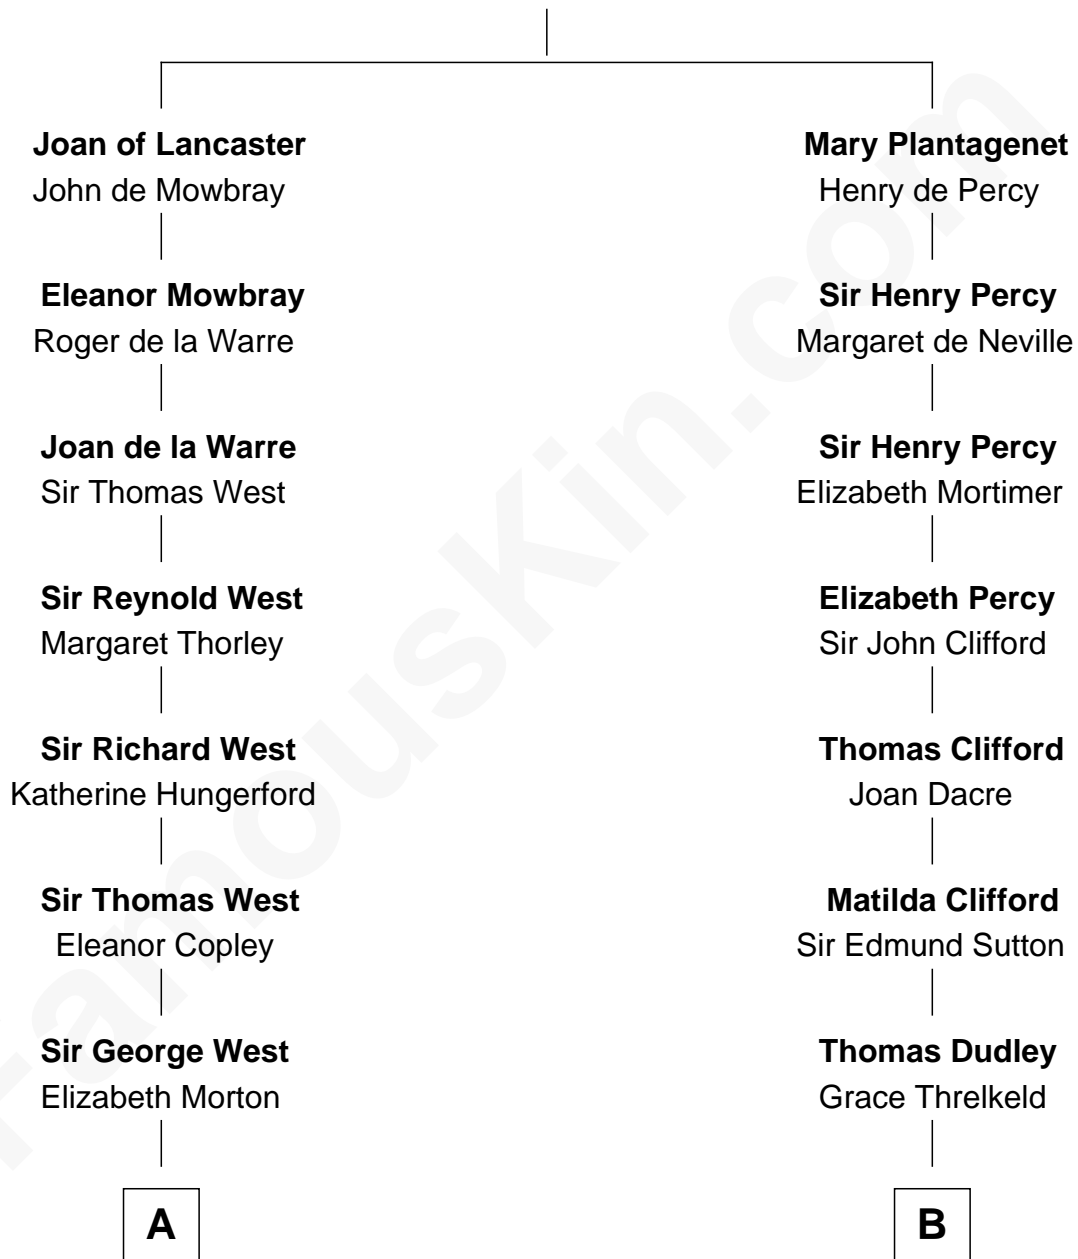 Joan of Lancaster
John de Mowbray
Eleanor Mowbray
Roger de la Warre
Joan de la Warre
Sir Thomas West
Sir Reynold West
Margaret Thorley
Sir Richard West
Katherine Hungerford
Sir Thomas West
Eleanor Copley
Sir George West
Elizabeth Morton
A
Mary Plantagenet
Henry de Percy
Sir Henry Percy
Margaret de Neville
Sir Henry Percy
Elizabeth Mortimer
Elizabeth Percy
Sir John Clifford
Thomas Clifford
Joan Dacre
Matilda Clifford
Sir Edmund Sutton
Thomas Dudley
Grace Threlkeld
B
FamousKin.com